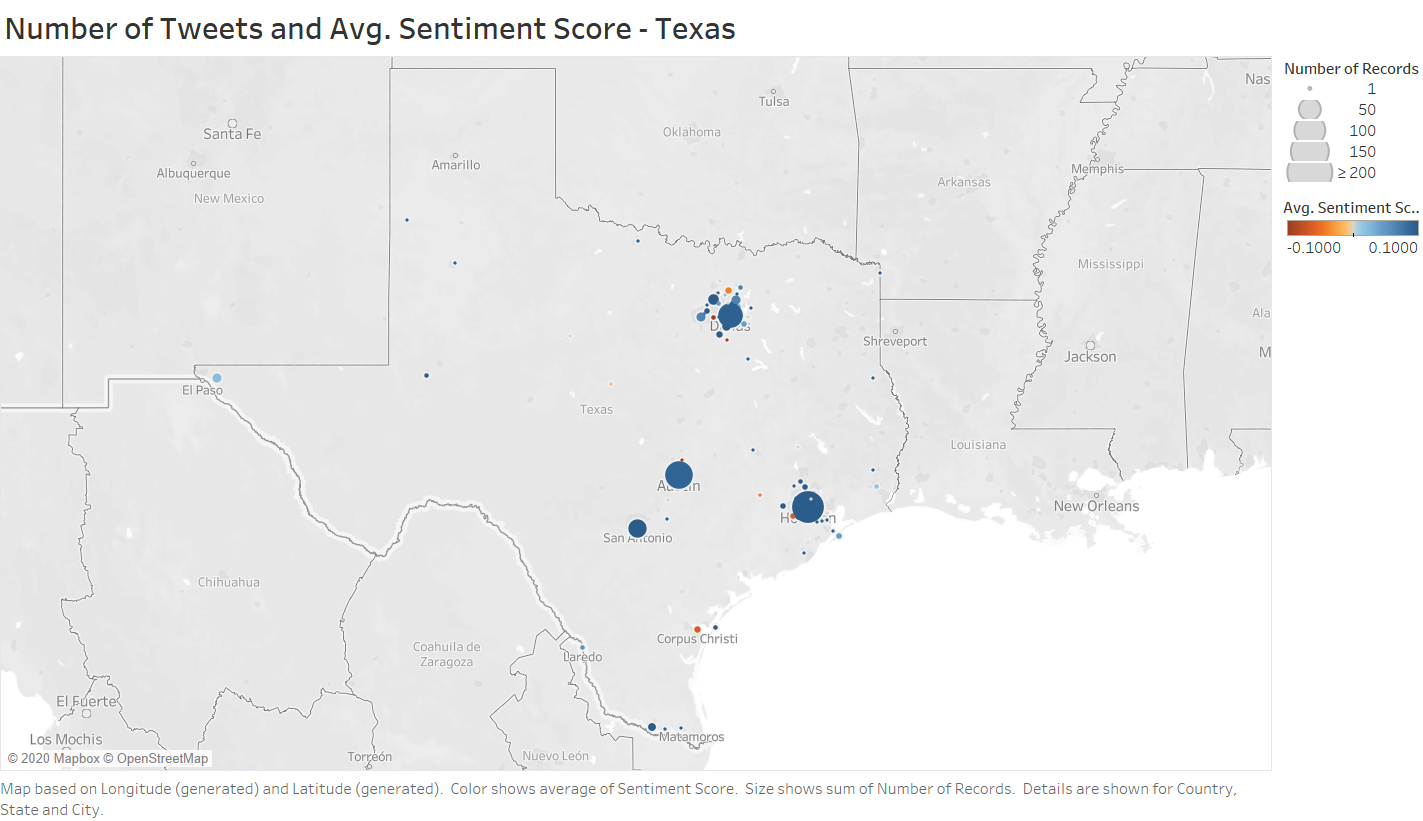 Number of Tweets and Avg. Sentiment Score - Texas
Number of Records
1
50
100
150
≥ 200
Avg. Sentiment Sc..
-0.1000 0.1000
Nas
Tulsa
Santa Fe
Oklahoma
Amarillo
Memphis
Albuquerque
Arkansas
New Mexico
Mississippi
Ala
Shreveport
Jackson
M
El Paso
Texas
Louisiana
New Orleans
San Antonio
Chihuahua
Corpus Christi
Coahuila de
Zaragoza
Laredo
El Fuerte
Los Mochis
Matamoros
Torreón
Nuevo León
© 2020 Mapbox © OpenStreetMap
Map based on Longitude (generated) and Latitude (generated). Color shows average of Sentiment Score. Size shows sum of Number of Records. Details are shown for Country,
State and City.